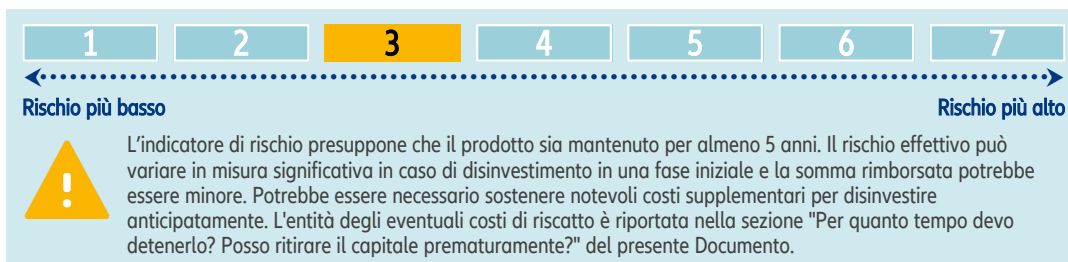 1 2 3 4 5 6 7
Rischio più basso Rischio più alto
L'indicatore di rischio presuppone che il prodotto sia mantenuto per almeno 5 anni. Il rischio effettivo può
variare in misura significativa in caso di disinvestimento in una fase iniziale e la somma rimborsata potrebbe
essere minore. Potrebbe essere necessario sostenere notevoli costi supplementari per disinvestire
anticipatamente. L'entità degli eventuali costi di riscatto è riportata nella sezione "Per quanto tempo devo
detenerlo? Posso ritirare il capitale prematuramente?" del presente Documento.